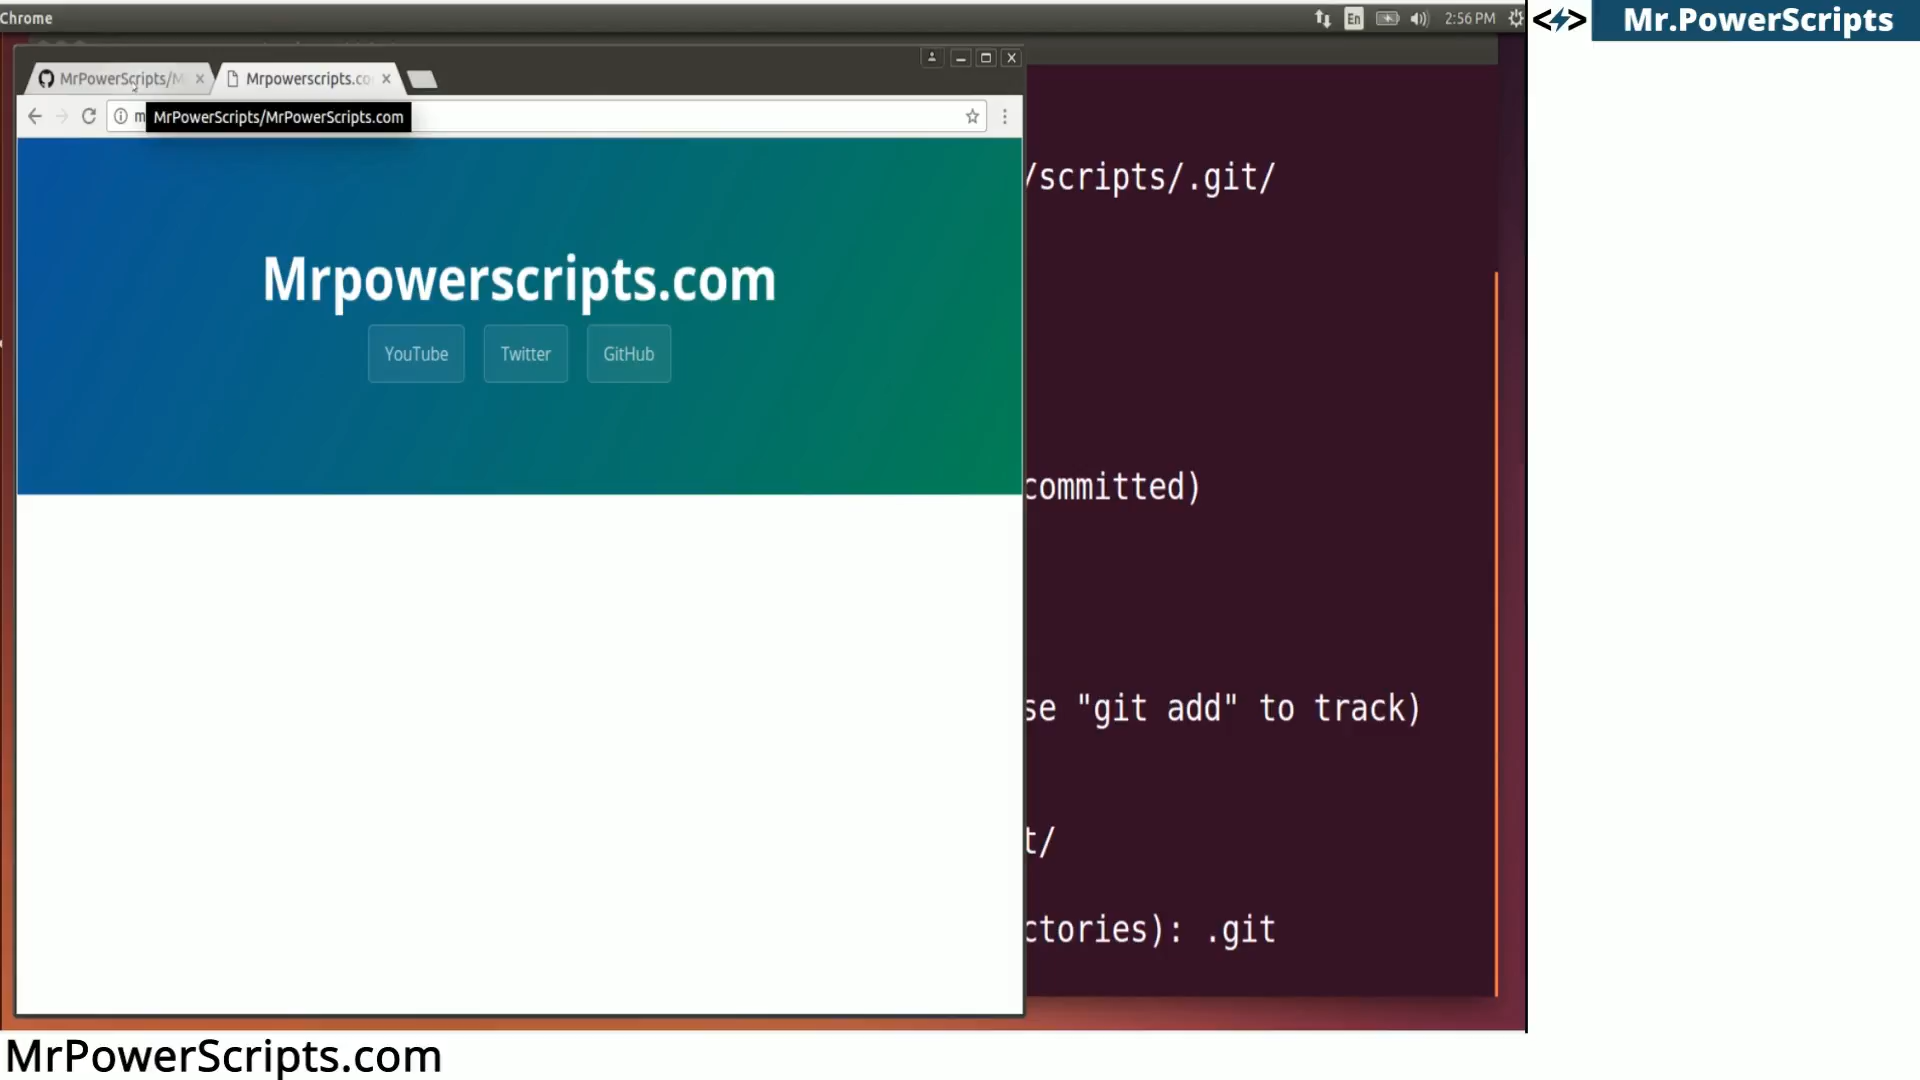 Chrome
En
2:56 PM
</> Mr.PowerScripts
MrPowerScripts/M
Mrpowerscripts.co
m
MrPowerScripts/MrPowerScripts.com
/scripts/.git/
Mrpowerscripts.com
YouTube
Twitter
GitHub
committed)
se "git add" to track)
t/
ctories): .git
MrPowerScripts.com